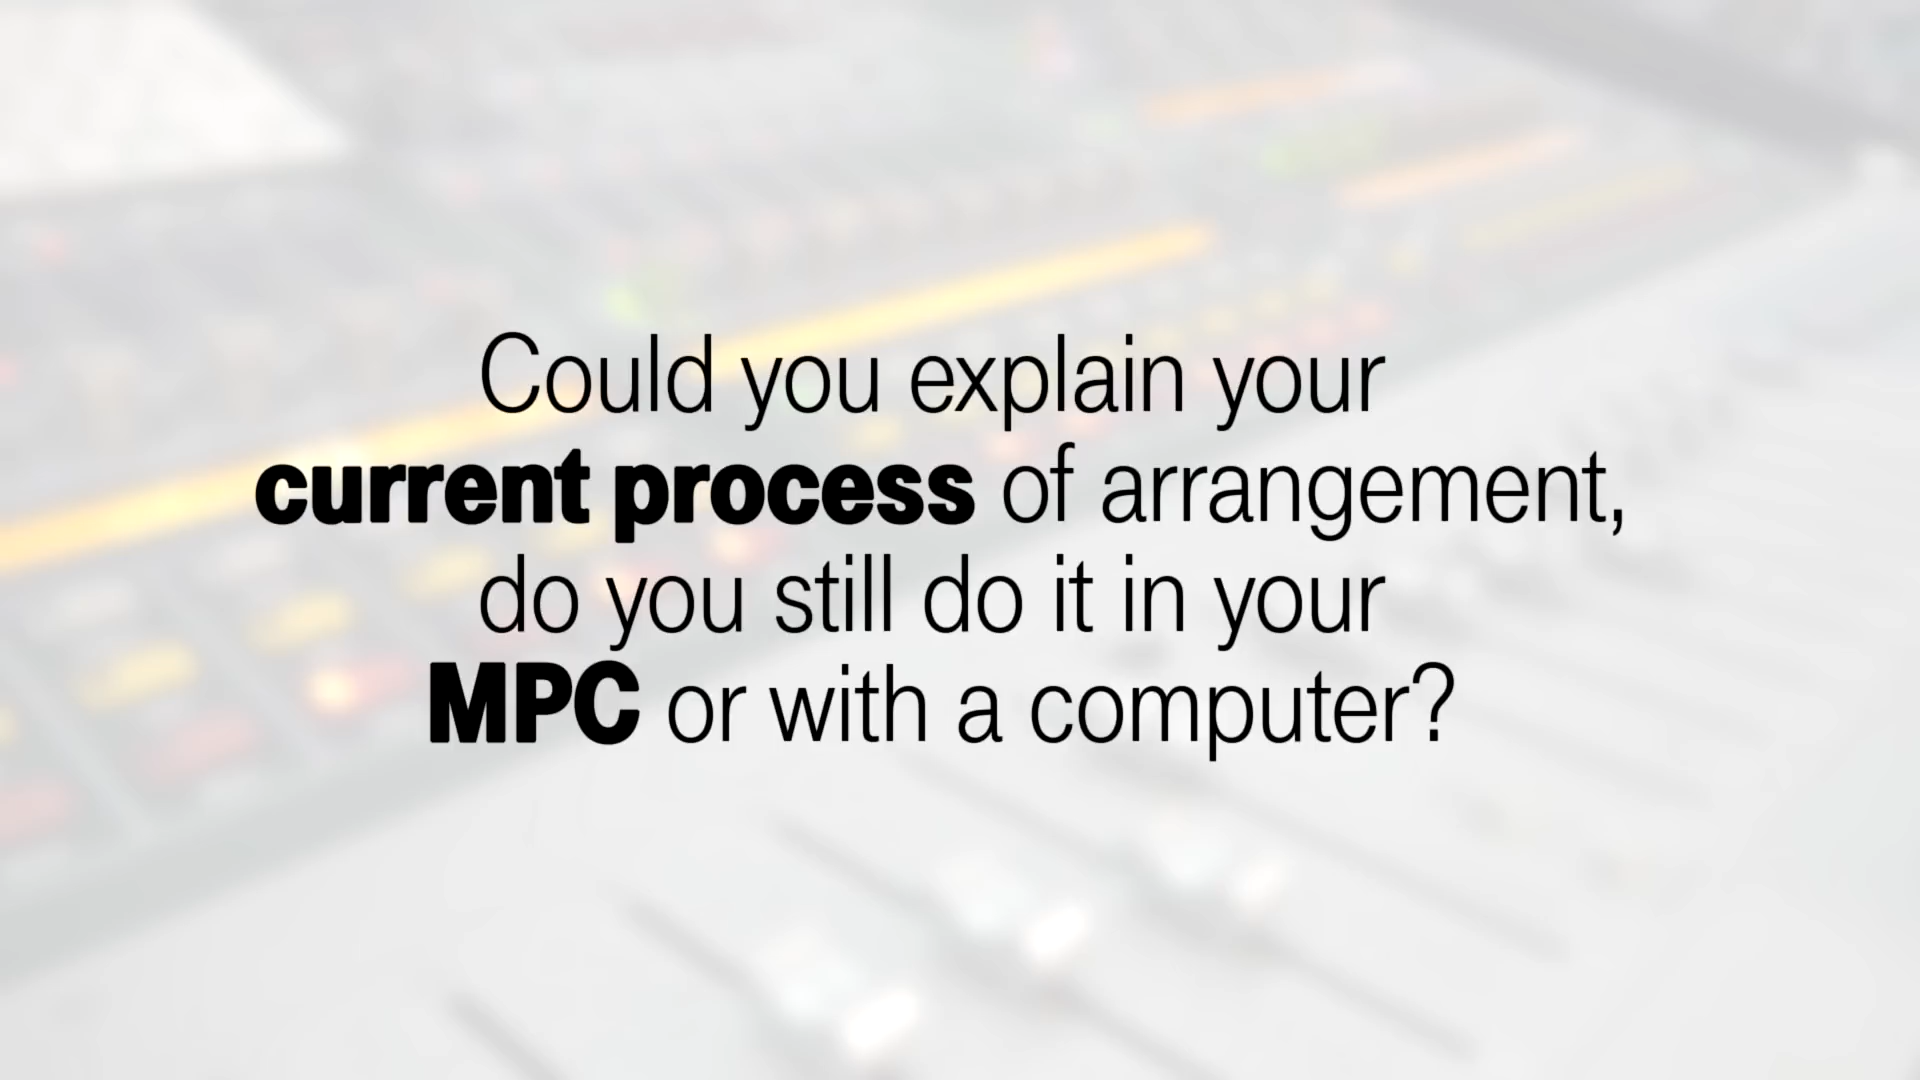 Could you explain your
current process of arrangement,
do you still do it in your
MPC or with a computer?